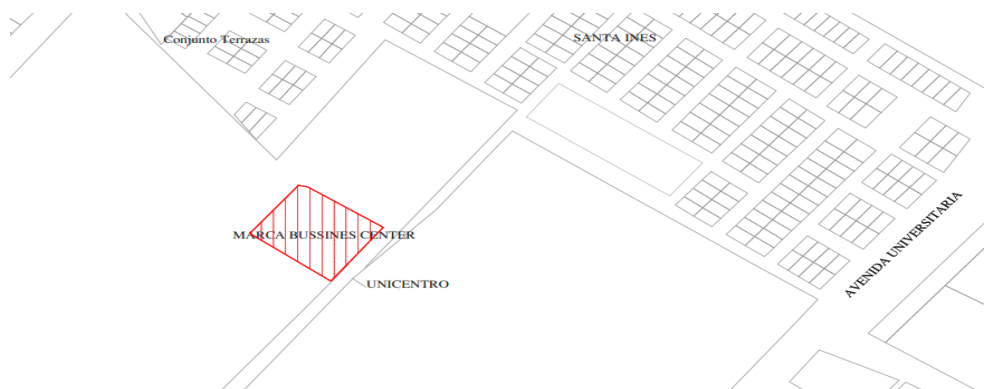 Conjunto Terrazas
SANTA INES
MARCA BUSSINES CENTER
UNICENTRO
AVENIDA UNIVERSITARIA